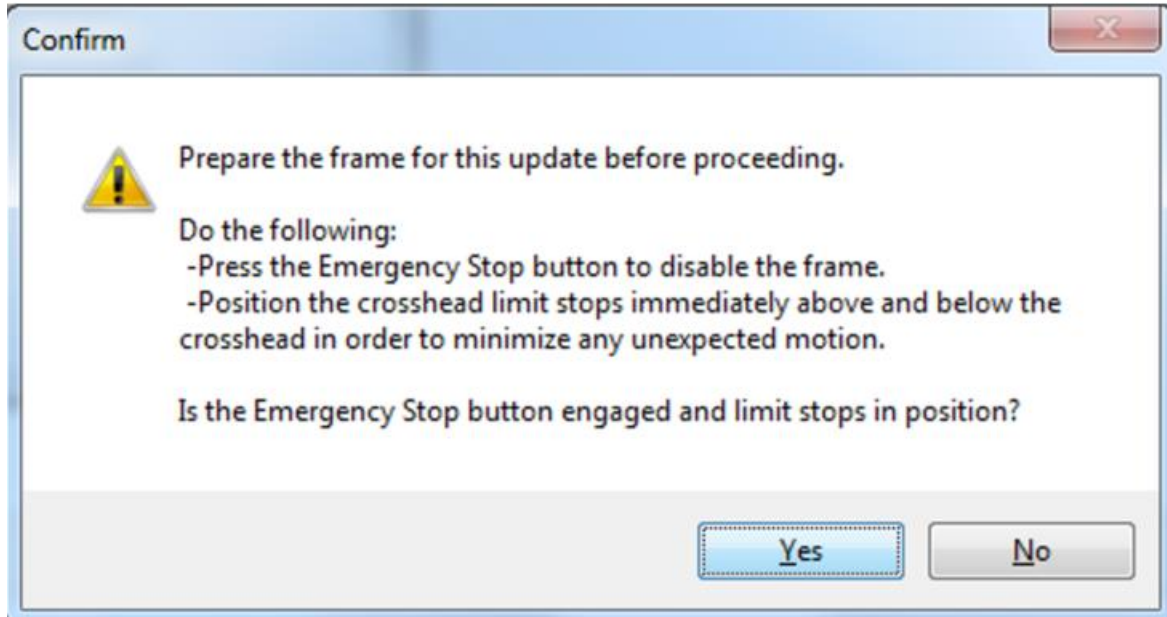 Confirm
Prepare the frame for this update before proceeding.
Do the following:
-Press the Emergency Stop button to disable the frame.
-Position the crosshead limit stops immediately above and below the
crosshead in order to minimize any unexpected motion.
Is the Emergency Stop button engaged and limit stops in position?
Yes
No